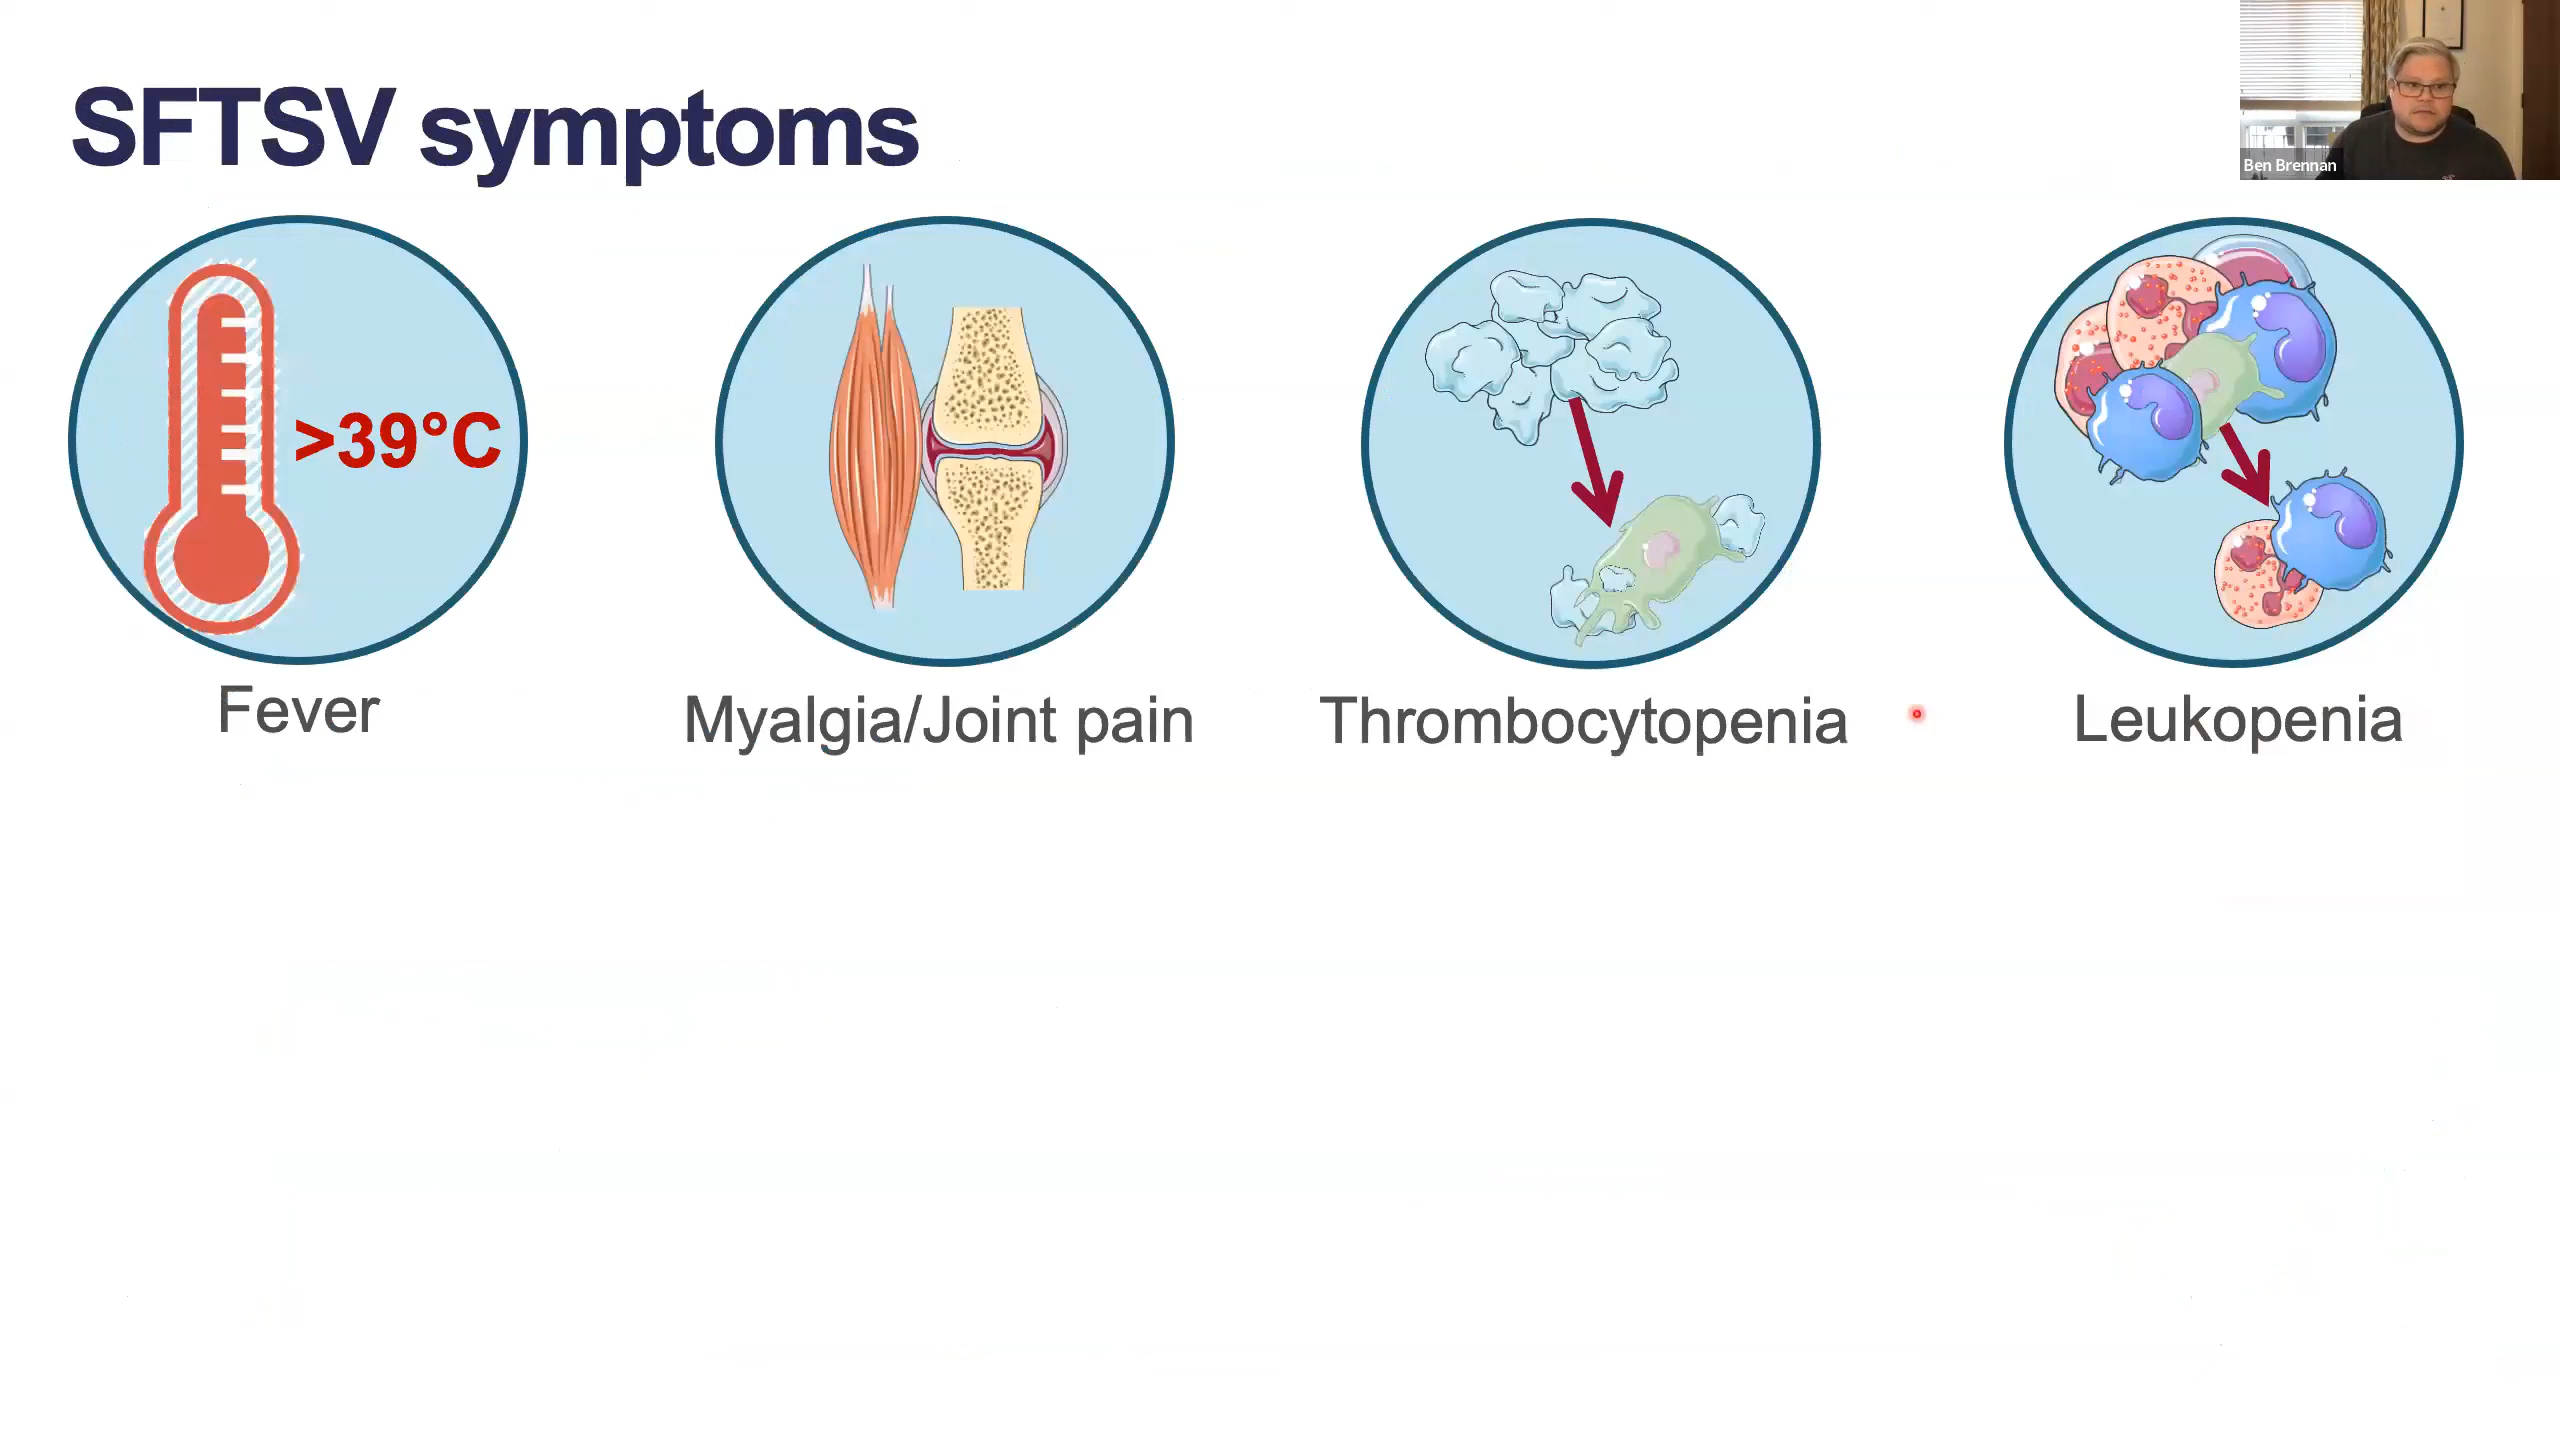 SFTSV symptoms
Ben Brennan
>39°C
Fever
Myalgia/Joint pain
Thrombocytopenia
Leukopenia